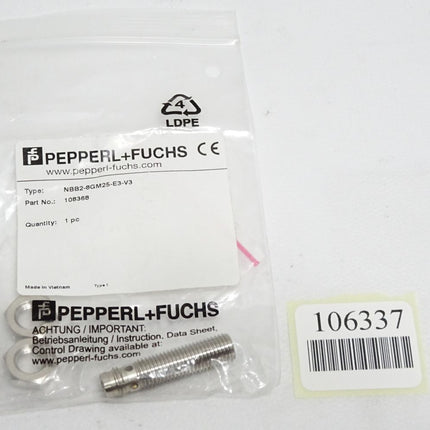 4
LDPE
PEPPERL+FUCHS CE
www.pepperl-fuchs.com
Type: NBB2-8GM25-E3-V3
Part No.: 108368
Quantity: 1 pc
Made in Vietnam
PEPPERL+FUCHS
ACHTUNG / IMPORTANT:
Betriebsanleitung / Instruction, Data Sheet,
Control Drawing available at:
www.pepperl-fuchs.com
106337